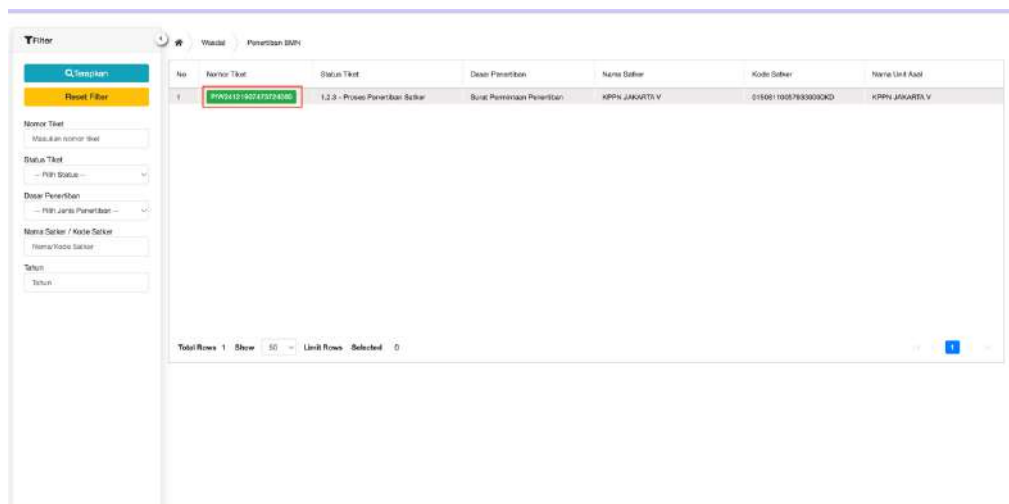 Filter
Wasdal
Penertiban BMN
Terapkan
Reset Filter
Nomor Tiket
Masukan nomor tiket
Status Tiket
-- Pilih Status --
Dasar Penertiban
-- Pilih Jenis Penertiban --
Nama Satker / Kode Satker
Nama/Kode Satker
Tahun
Tahun
No Nomor Tiket Status Tiket Dasar Penertiban Nama Satker Kode Satker Nama Unit Asal
1 1.2.3 - Proses Penertiban Satker Surat Permintaan Penertiban KPPN JAKARTA V KPPN JAKARTA V
Total Rows 1 Show 50 Limit Rows Selected 0
1